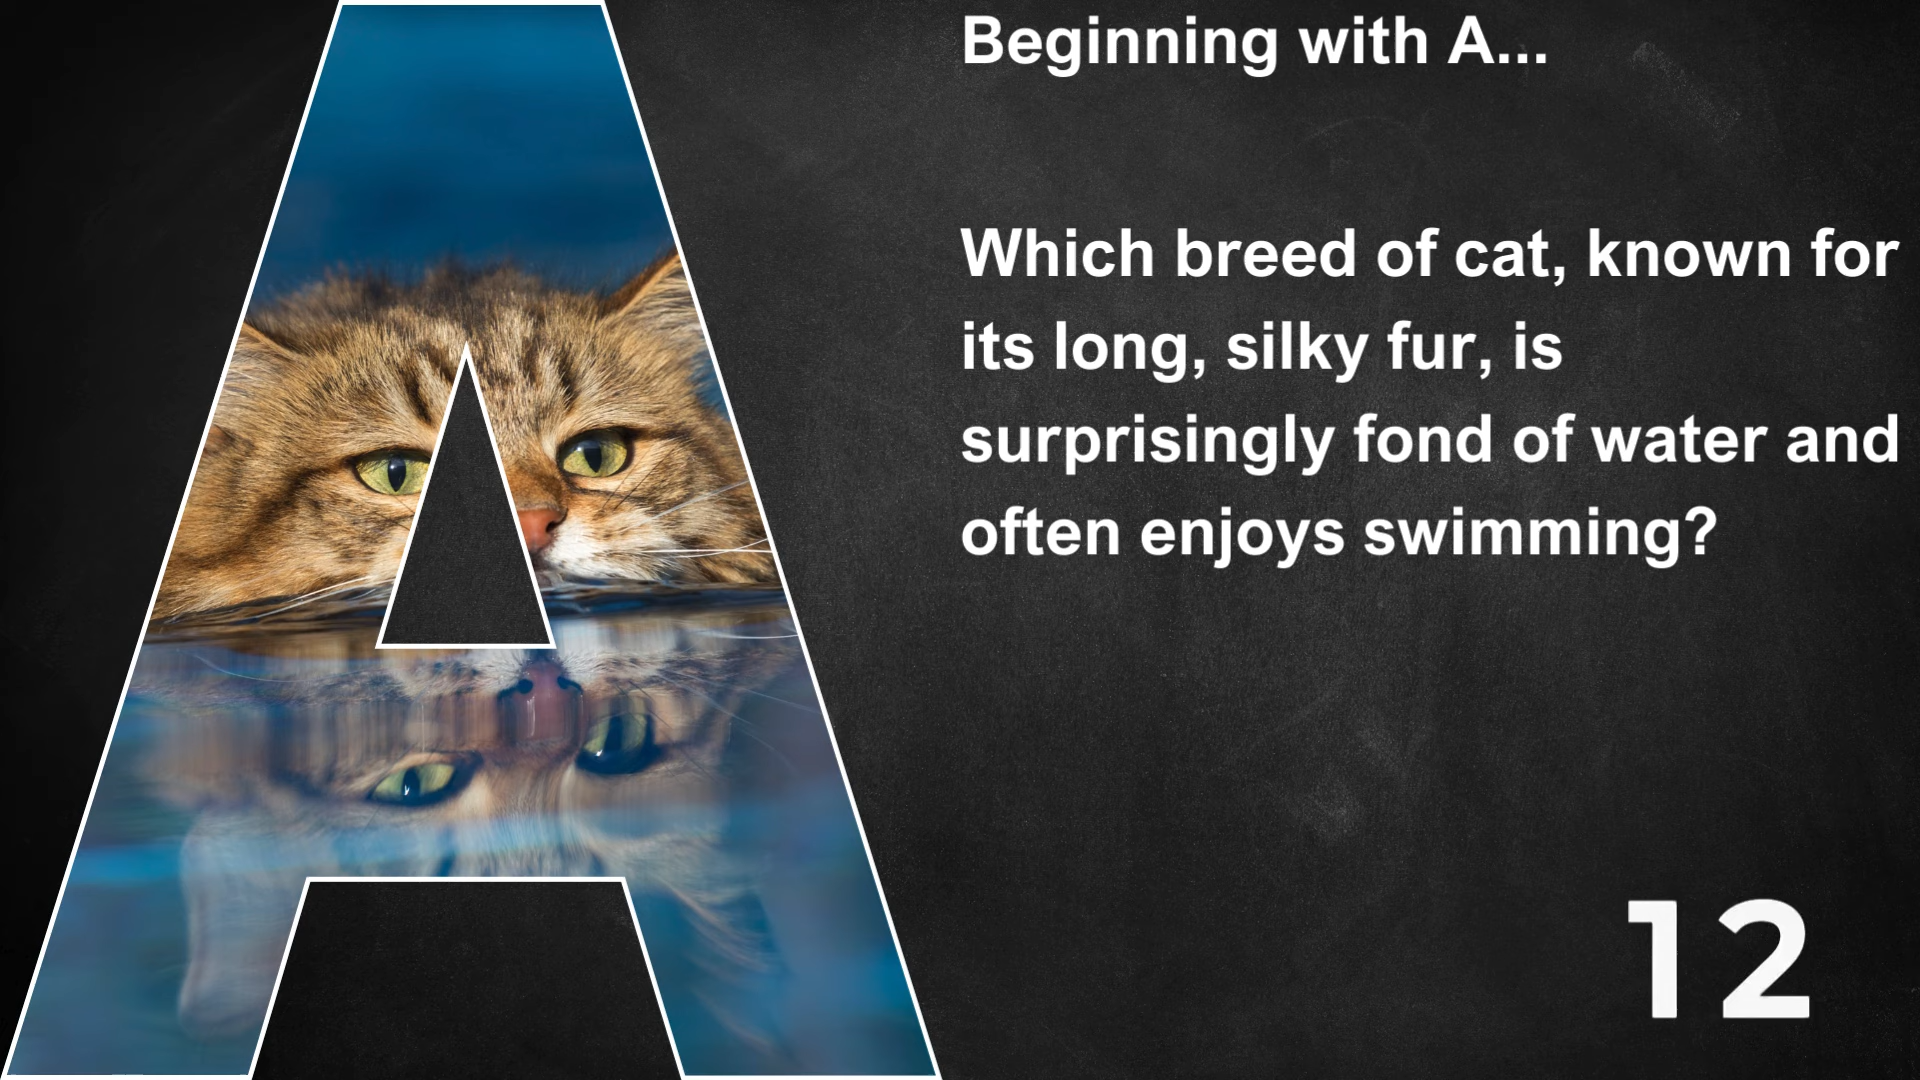 Beginning with A...
Which breed of cat, known for
its long, silky fur, is
surprisingly fond of water and
often enjoys swimming?
12